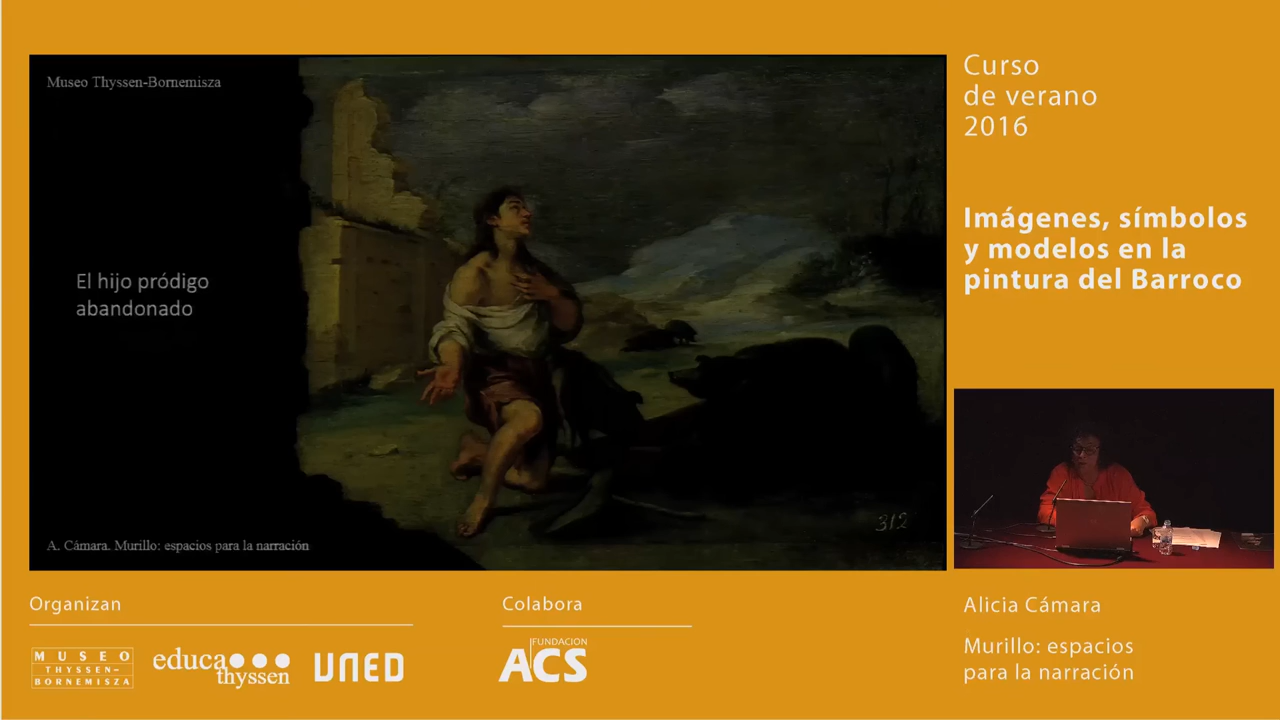 Museo Thyssen-Bornemisza
El hijo pródigo
abandonado
312
A. Cámara. Murillo: espacios para la narración
Curso
de verano
2016
Imágenes, símbolos
y modelos en la
pintura del Barroco
Alicia Cámara
Murillo: espacios
para la narración
Organizan
MUSEO
THYSSEN-
BORNEMISZA
educa
thyssen
UNED
Colabora
FUNDACION
ACS